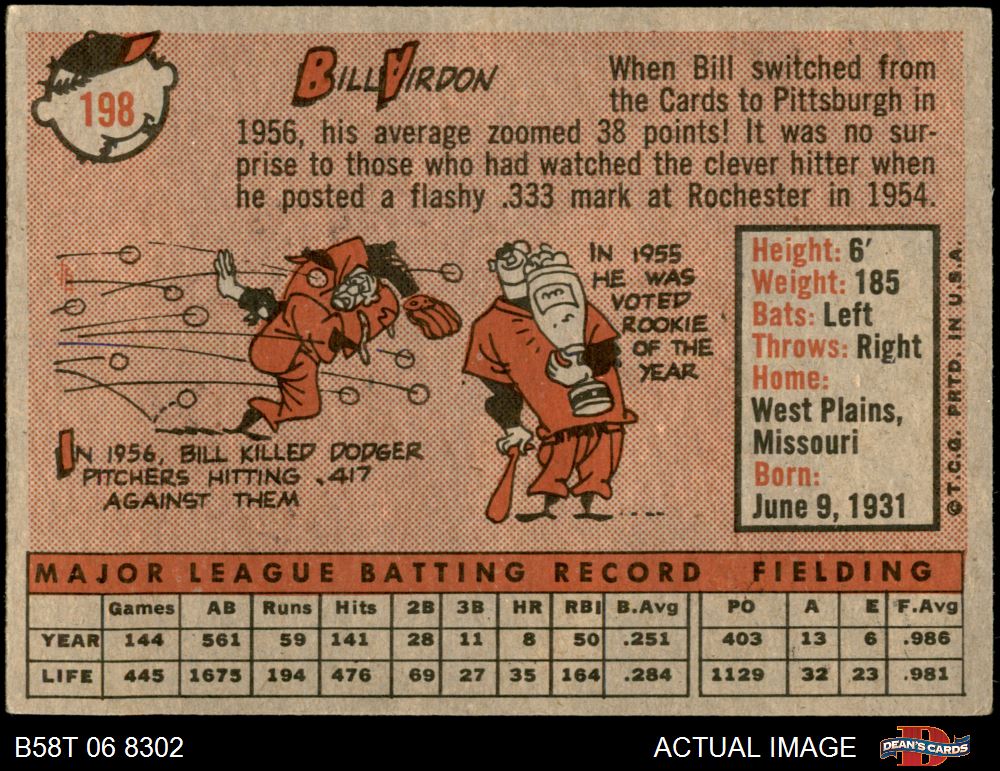 198
BILL VIRDON
When Bill switched from
the Cards to Pittsburgh in
1956, his average zoomed 38 points! It was no sur-
prise to those who had watched the clever hitter when
he posted a flashy .333 mark at Rochester in 1954.
IN 1956, BILL KILLED DODGER
PITCHERS HITTING .417
AGAINST THEM
IN 1955
HE WAS
VOTED
ROOKIE
OF THE
YEAR
Height: 6'
Weight: 185
Bats: Left
Throws: Right
Home:
West Plains,
Missouri
Born:
June 9, 1931
© T.C.G. PRTD. IN U.S.A.
MAJOR LEAGUE BATTING RECORD FIELDING
Games AB Runs Hits 2B 3B HR RBI B.Avg PO A E F.Avg
YEAR 144 561 59 141 28 11 8 50 .251 403 13 6 .986
LIFE 445 1675 194 476 69 27 35 164 .284 1129 32 23 .981
B58T 06 8302 ACTUAL IMAGE DEAN'S CARDS